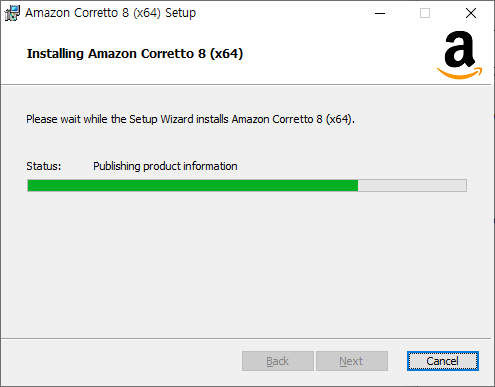 Amazon Corretto 8 (x64) Setup
Installing Amazon Corretto 8 (x64)
a
Please wait while the Setup Wizard installs Amazon Corretto 8 (x64).
Status: Publishing product information
Back Next Cancel